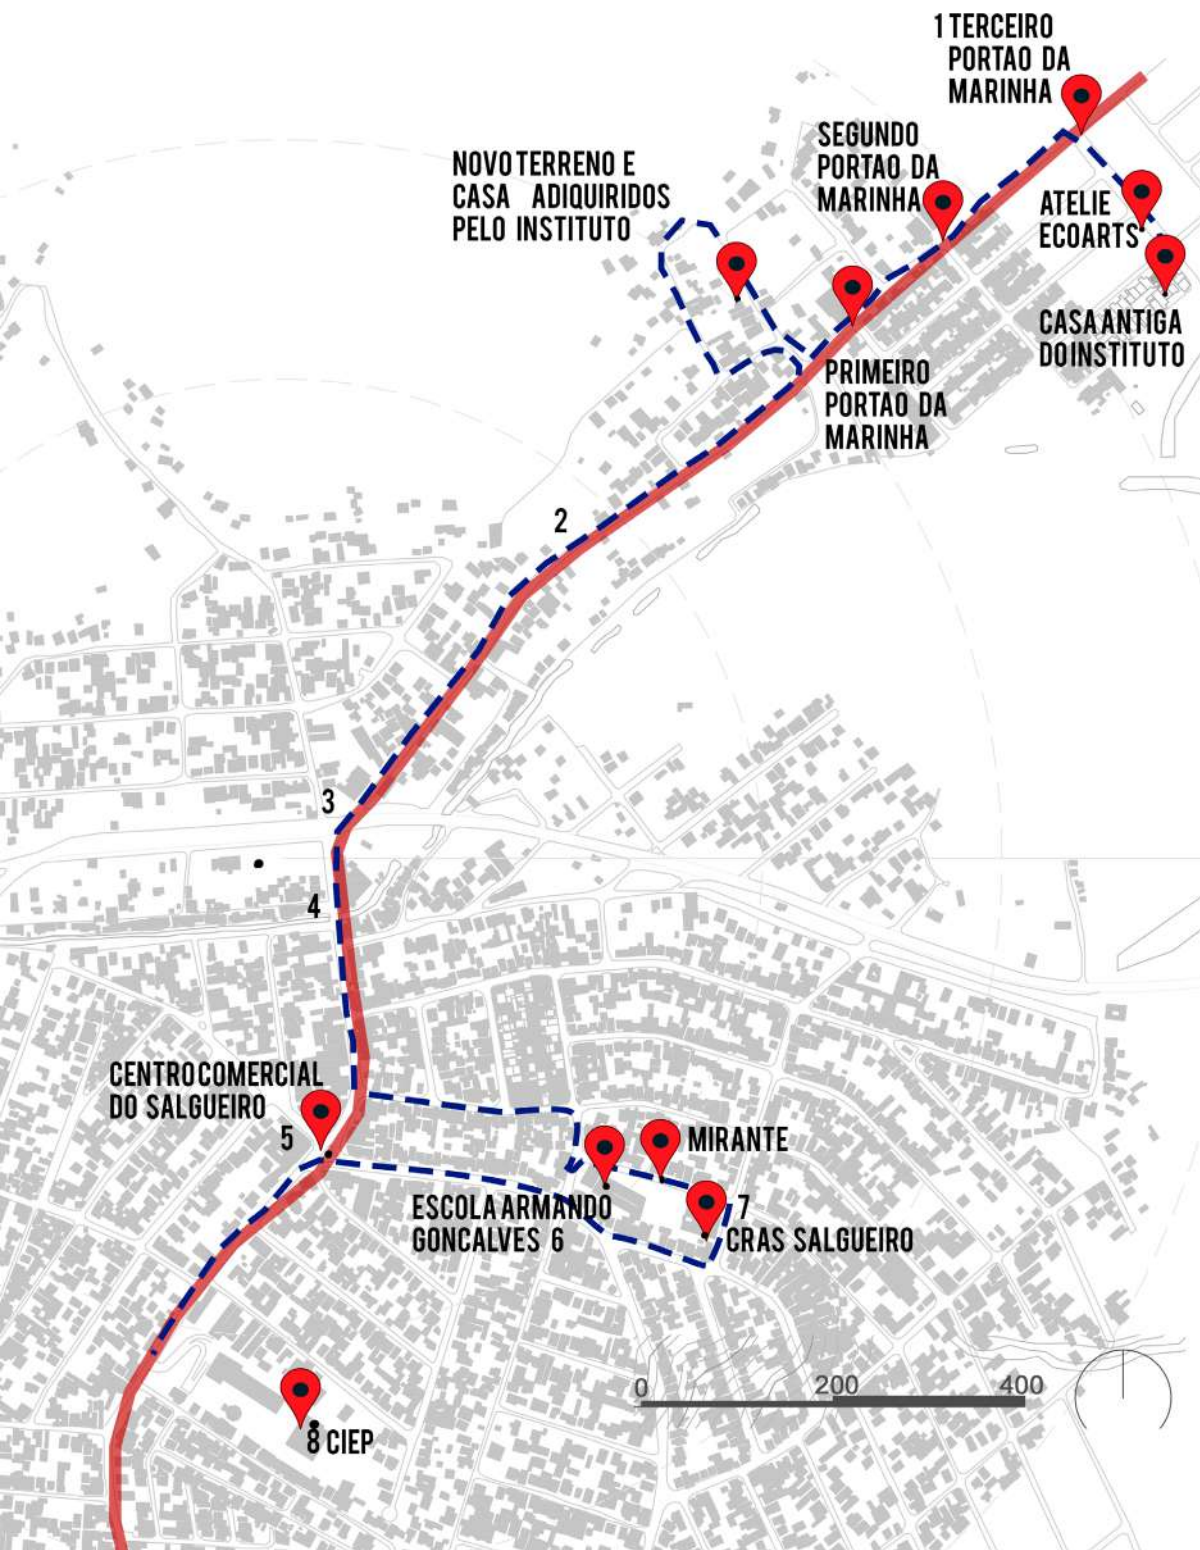 1 TERCEIRO
PORTAO DA
MARINHA
SEGUNDO
PORTAO DA
MARINHA
NOVO TERRENO E
CASA ADIQUIRIDOS
PELO INSTITUTO
ATELIE
ECOARTS
CASA ANTIGA
DO INSTITUTO
PRIMEIRO
PORTAO DA
MARINHA
2
3
4
CENTRO COMERCIAL
DO SALGUEIRO
5
MIRANTE
ESCOLA ARMANDO
GONCALVES 6
7
CRAS SALGUEIRO
0 200 400
8 CIEP